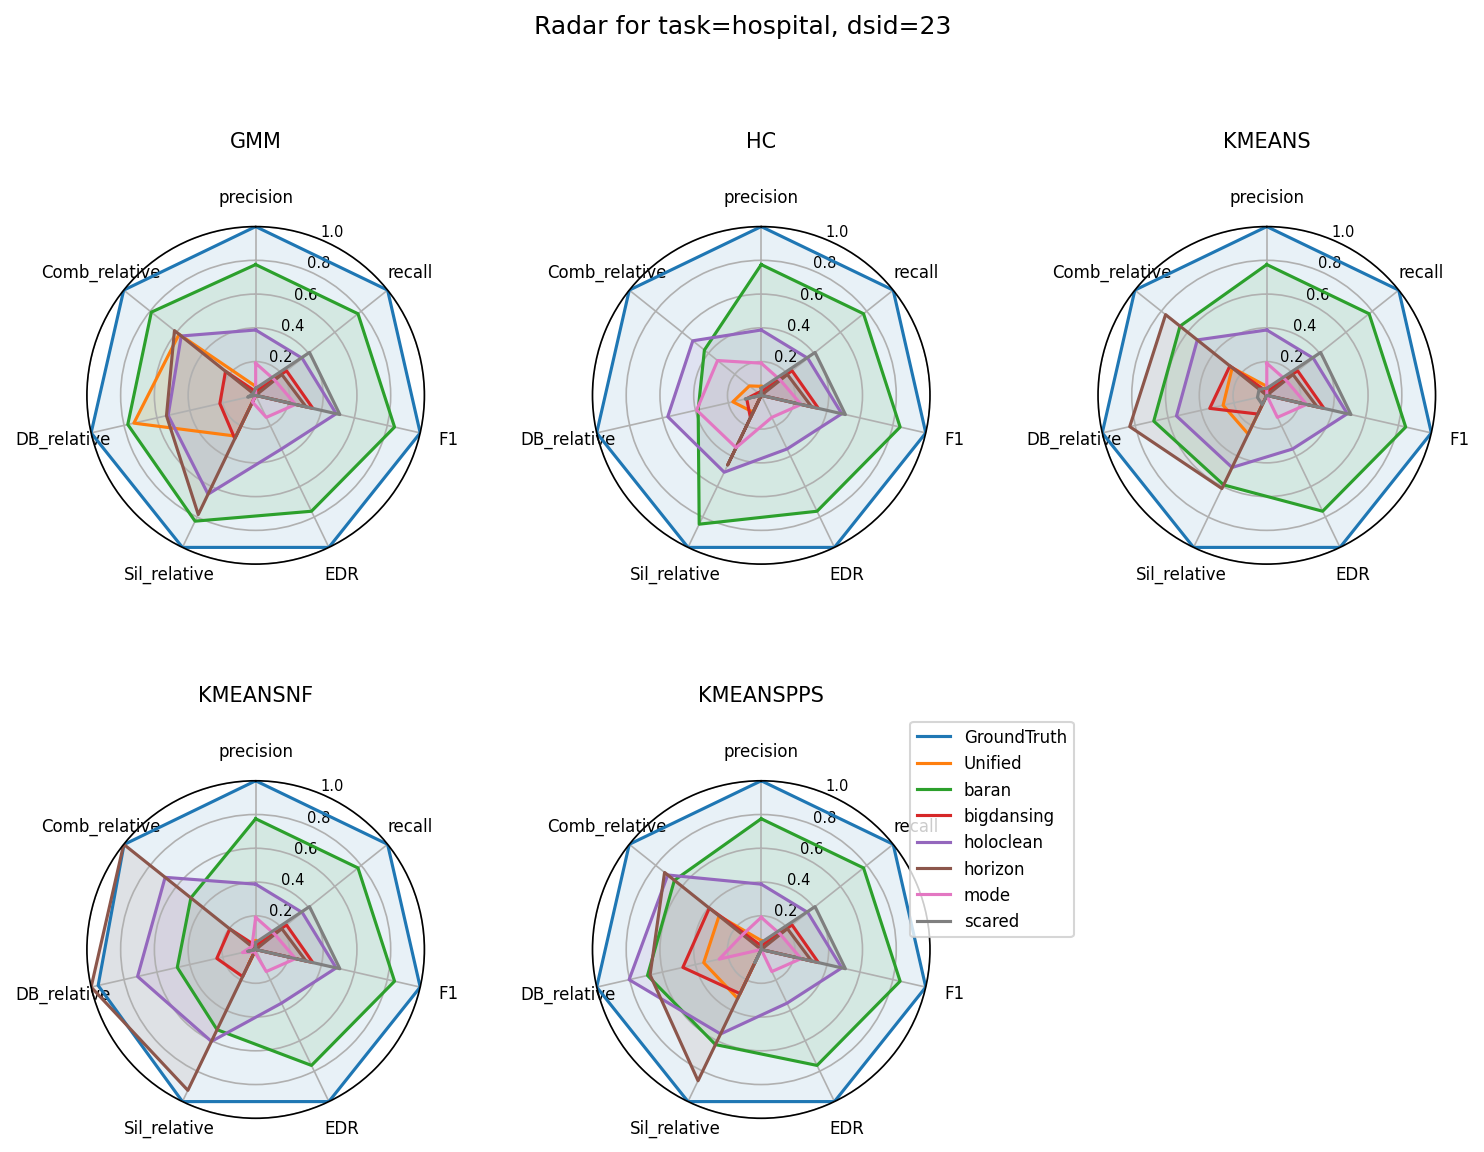 Radar for task=hospital, dsid=23
GMM
precision
recall
F1
EDR
Sil_relative
DB_relative
Comb_relative
0.2
0.4
0.6
0.8
1.0
HC
precision
recall
F1
EDR
Sil_relative
DB_relative
Comb_relative
0.2
0.4
0.6
0.8
1.0
KMEANS
precision
recall
F1
EDR
Sil_relative
DB_relative
Comb_relative
0.2
0.4
0.6
0.8
1.0
KMEANSNF
precision
recall
F1
EDR
Sil_relative
DB_relative
Comb_relative
0.2
0.4
0.6
0.8
1.0
KMEANSPPS
precision
recall
F1
EDR
Sil_relative
DB_relative
Comb_relative
0.2
0.4
0.6
0.8
1.0
GroundTruth
Unified
baran
bigdansing
holoclean
horizon
mode
scared